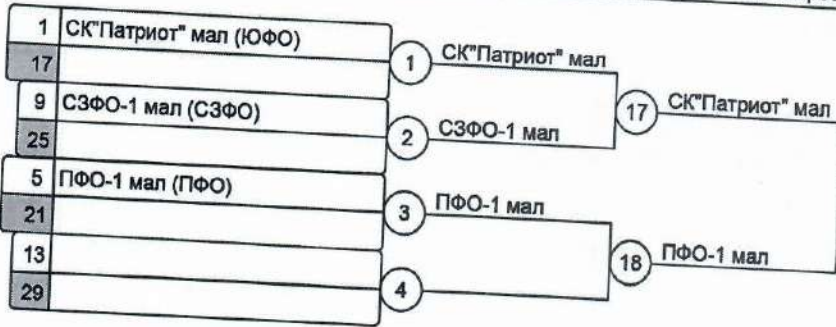 1 СК"Патриот" мал (ЮФО)
17
1 СК"Патриот" мал
9 СЗФО-1 мал (СЗФО)
25
2 СЗФО-1 мал
17 СК"Патриот" мал
5 ПФО-1 мал (ПФО)
21
3 ПФО-1 мал
13
29
4
18 ПФО-1 мал